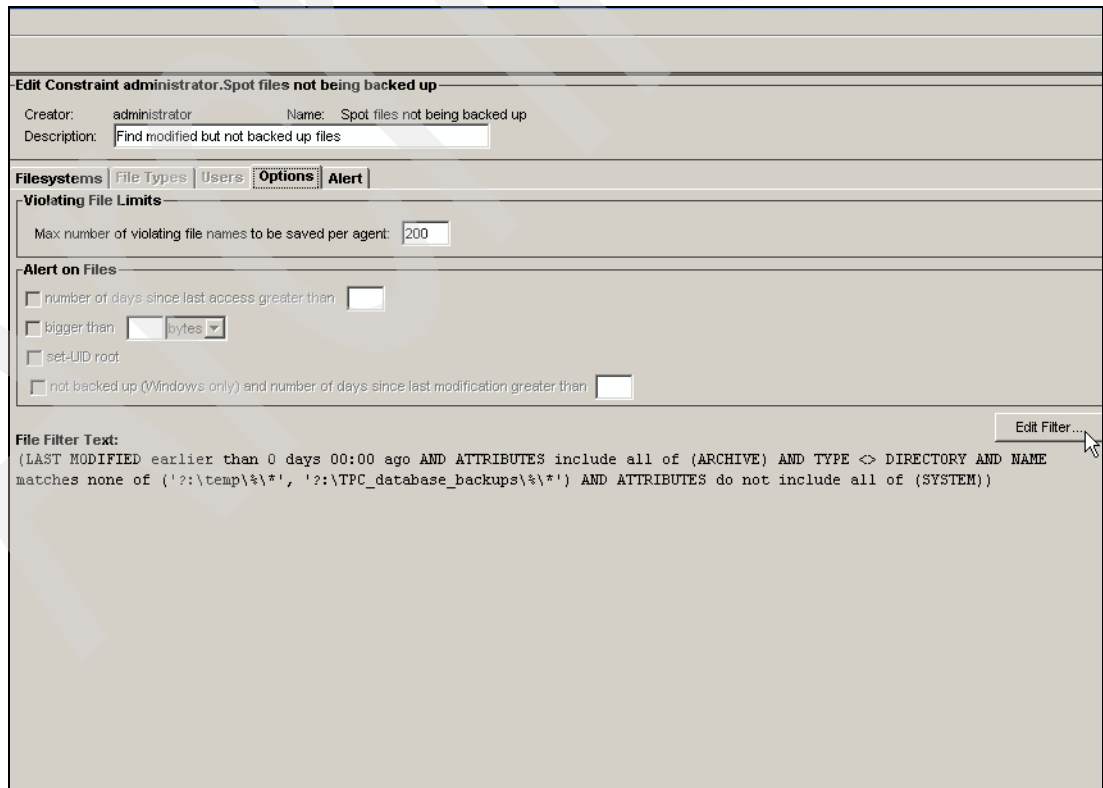 Edit Constraint administrator.Spot files not being backed up
Creator: administrator Name: Spot files not being backed up
Description: Find modified but not backed up files
Filesystems File Types Users Options Alert
Violating File Limits
Max number of violating file names to be saved per agent: 200
Alert on Files
number of days since last access greater than
bigger than bytes
set-UID root
not backed up (Windows only) and number of days since last modification greater than
Edit Filter...
File Filter Text:
(LAST MODIFIED earlier than 0 days 00:00 ago AND ATTRIBUTES include all of (ARCHIVE) AND TYPE <> DIRECTORY AND NAME
matches none of ('?:\temp\%\*', '?:\TPC_database_backups\%\*') AND ATTRIBUTES do not include all of (SYSTEM))